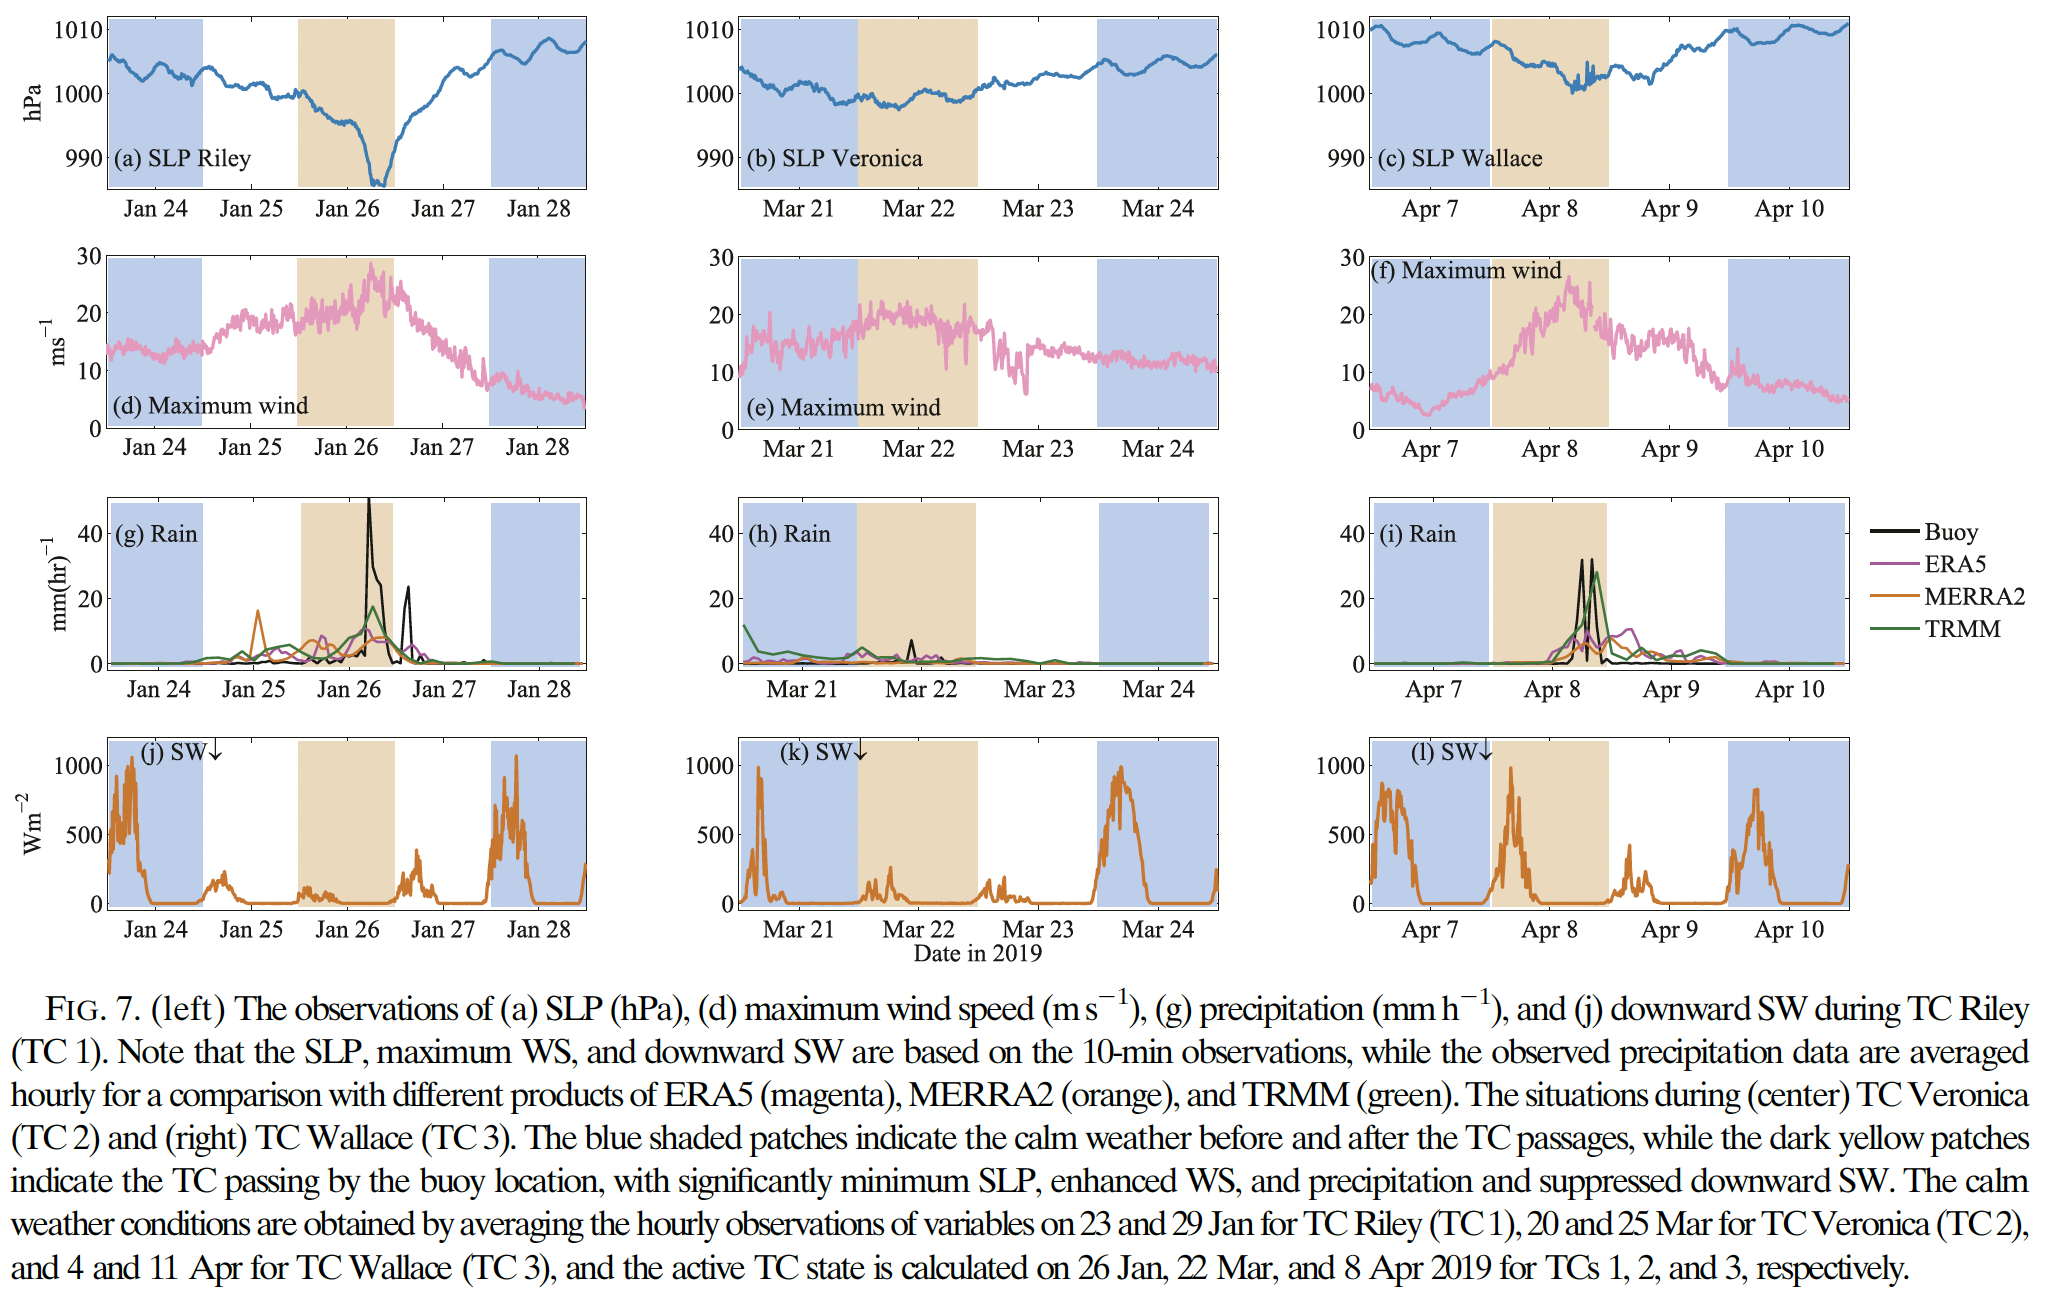 1010
1000
990
hPa
(a) SLP Riley
Jan 24 Jan 25 Jan 26 Jan 27 Jan 28
1010
1000
990
(b) SLP Veronica
Mar 21 Mar 22 Mar 23 Mar 24
1010
1000
990
(c) SLP Wallace
Apr 7 Apr 8 Apr 9 Apr 10
30
20
10
0
ms−1
(d) Maximum wind
Jan 24 Jan 25 Jan 26 Jan 27 Jan 28
30
20
10
0
(e) Maximum wind
Mar 21 Mar 22 Mar 23 Mar 24
30
20
10
0
(f) Maximum wind
Apr 7 Apr 8 Apr 9 Apr 10
40
20
0
mm(hr)−1
(g) Rain
Jan 24 Jan 25 Jan 26 Jan 27 Jan 28
40
20
0
(h) Rain
Mar 21 Mar 22 Mar 23 Mar 24
40
20
0
(i) Rain
Apr 7 Apr 8 Apr 9 Apr 10
Buoy
ERA5
MERRA2
TRMM
1000
500
0
Wm−2
(j) SW↓
Jan 24 Jan 25 Jan 26 Jan 27 Jan 28
1000
500
0
(k) SW↓
Mar 21 Mar 22 Mar 23 Mar 24
Date in 2019
1000
500
0
(l) SW↓
Apr 7 Apr 8 Apr 9 Apr 10
FIG. 7. (left) The observations of (a) SLP (hPa), (d) maximum wind speed (m s−1), (g) precipitation (mm h−1), and (j) downward SW during TC Riley
(TC 1). Note that the SLP, maximum WS, and downward SW are based on the 10-min observations, while the observed precipitation data are averaged
hourly for a comparison with different products of ERA5 (magenta), MERRA2 (orange), and TRMM (green). The situations during (center) TC Veronica
(TC 2) and (right) TC Wallace (TC 3). The blue shaded patches indicate the calm weather before and after the TC passages, while the dark yellow patches
indicate the TC passing by the buoy location, with significantly minimum SLP, enhanced WS, and precipitation and suppressed downward SW. The calm
weather conditions are obtained by averaging the hourly observations of variables on 23 and 29 Jan for TC Riley (TC 1), 20 and 25 Mar for TC Veronica (TC 2),
and 4 and 11 Apr for TC Wallace (TC 3), and the active TC state is calculated on 26 Jan, 22 Mar, and 8 Apr 2019 for TCs 1, 2, and 3, respectively.